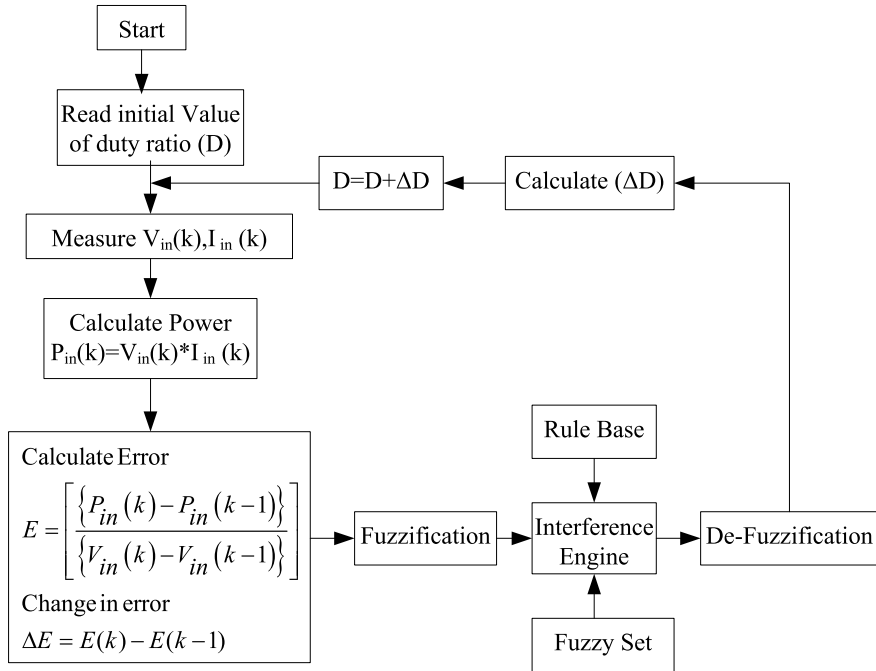 Start
Read initial Value
of duty ratio (D)
D=D+ΔD
Calculate (ΔD)
Measure V_in(k),I_in (k)
Calculate Power
P_in(k)=V_in(k)*I_in (k)
Calculate Error
E = [ {P_in (k) − P_in (k−1)} / {V_in (k) − V_in (k−1)} ]
Change in error
ΔE = E(k) − E(k−1)
Fuzzification
Rule Base
Interference
Engine
Fuzzy Set
De-Fuzzification